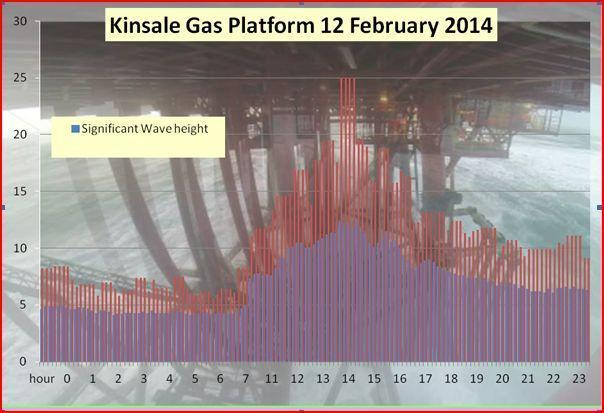 Kinsale Gas Platform 12 February 2014
30
25
20
15
10
5
0
Significant Wave height
hour 0 1 2 3 4 5 6 7 11 12 13 14 15 16 17 18 19 20 21 22 23